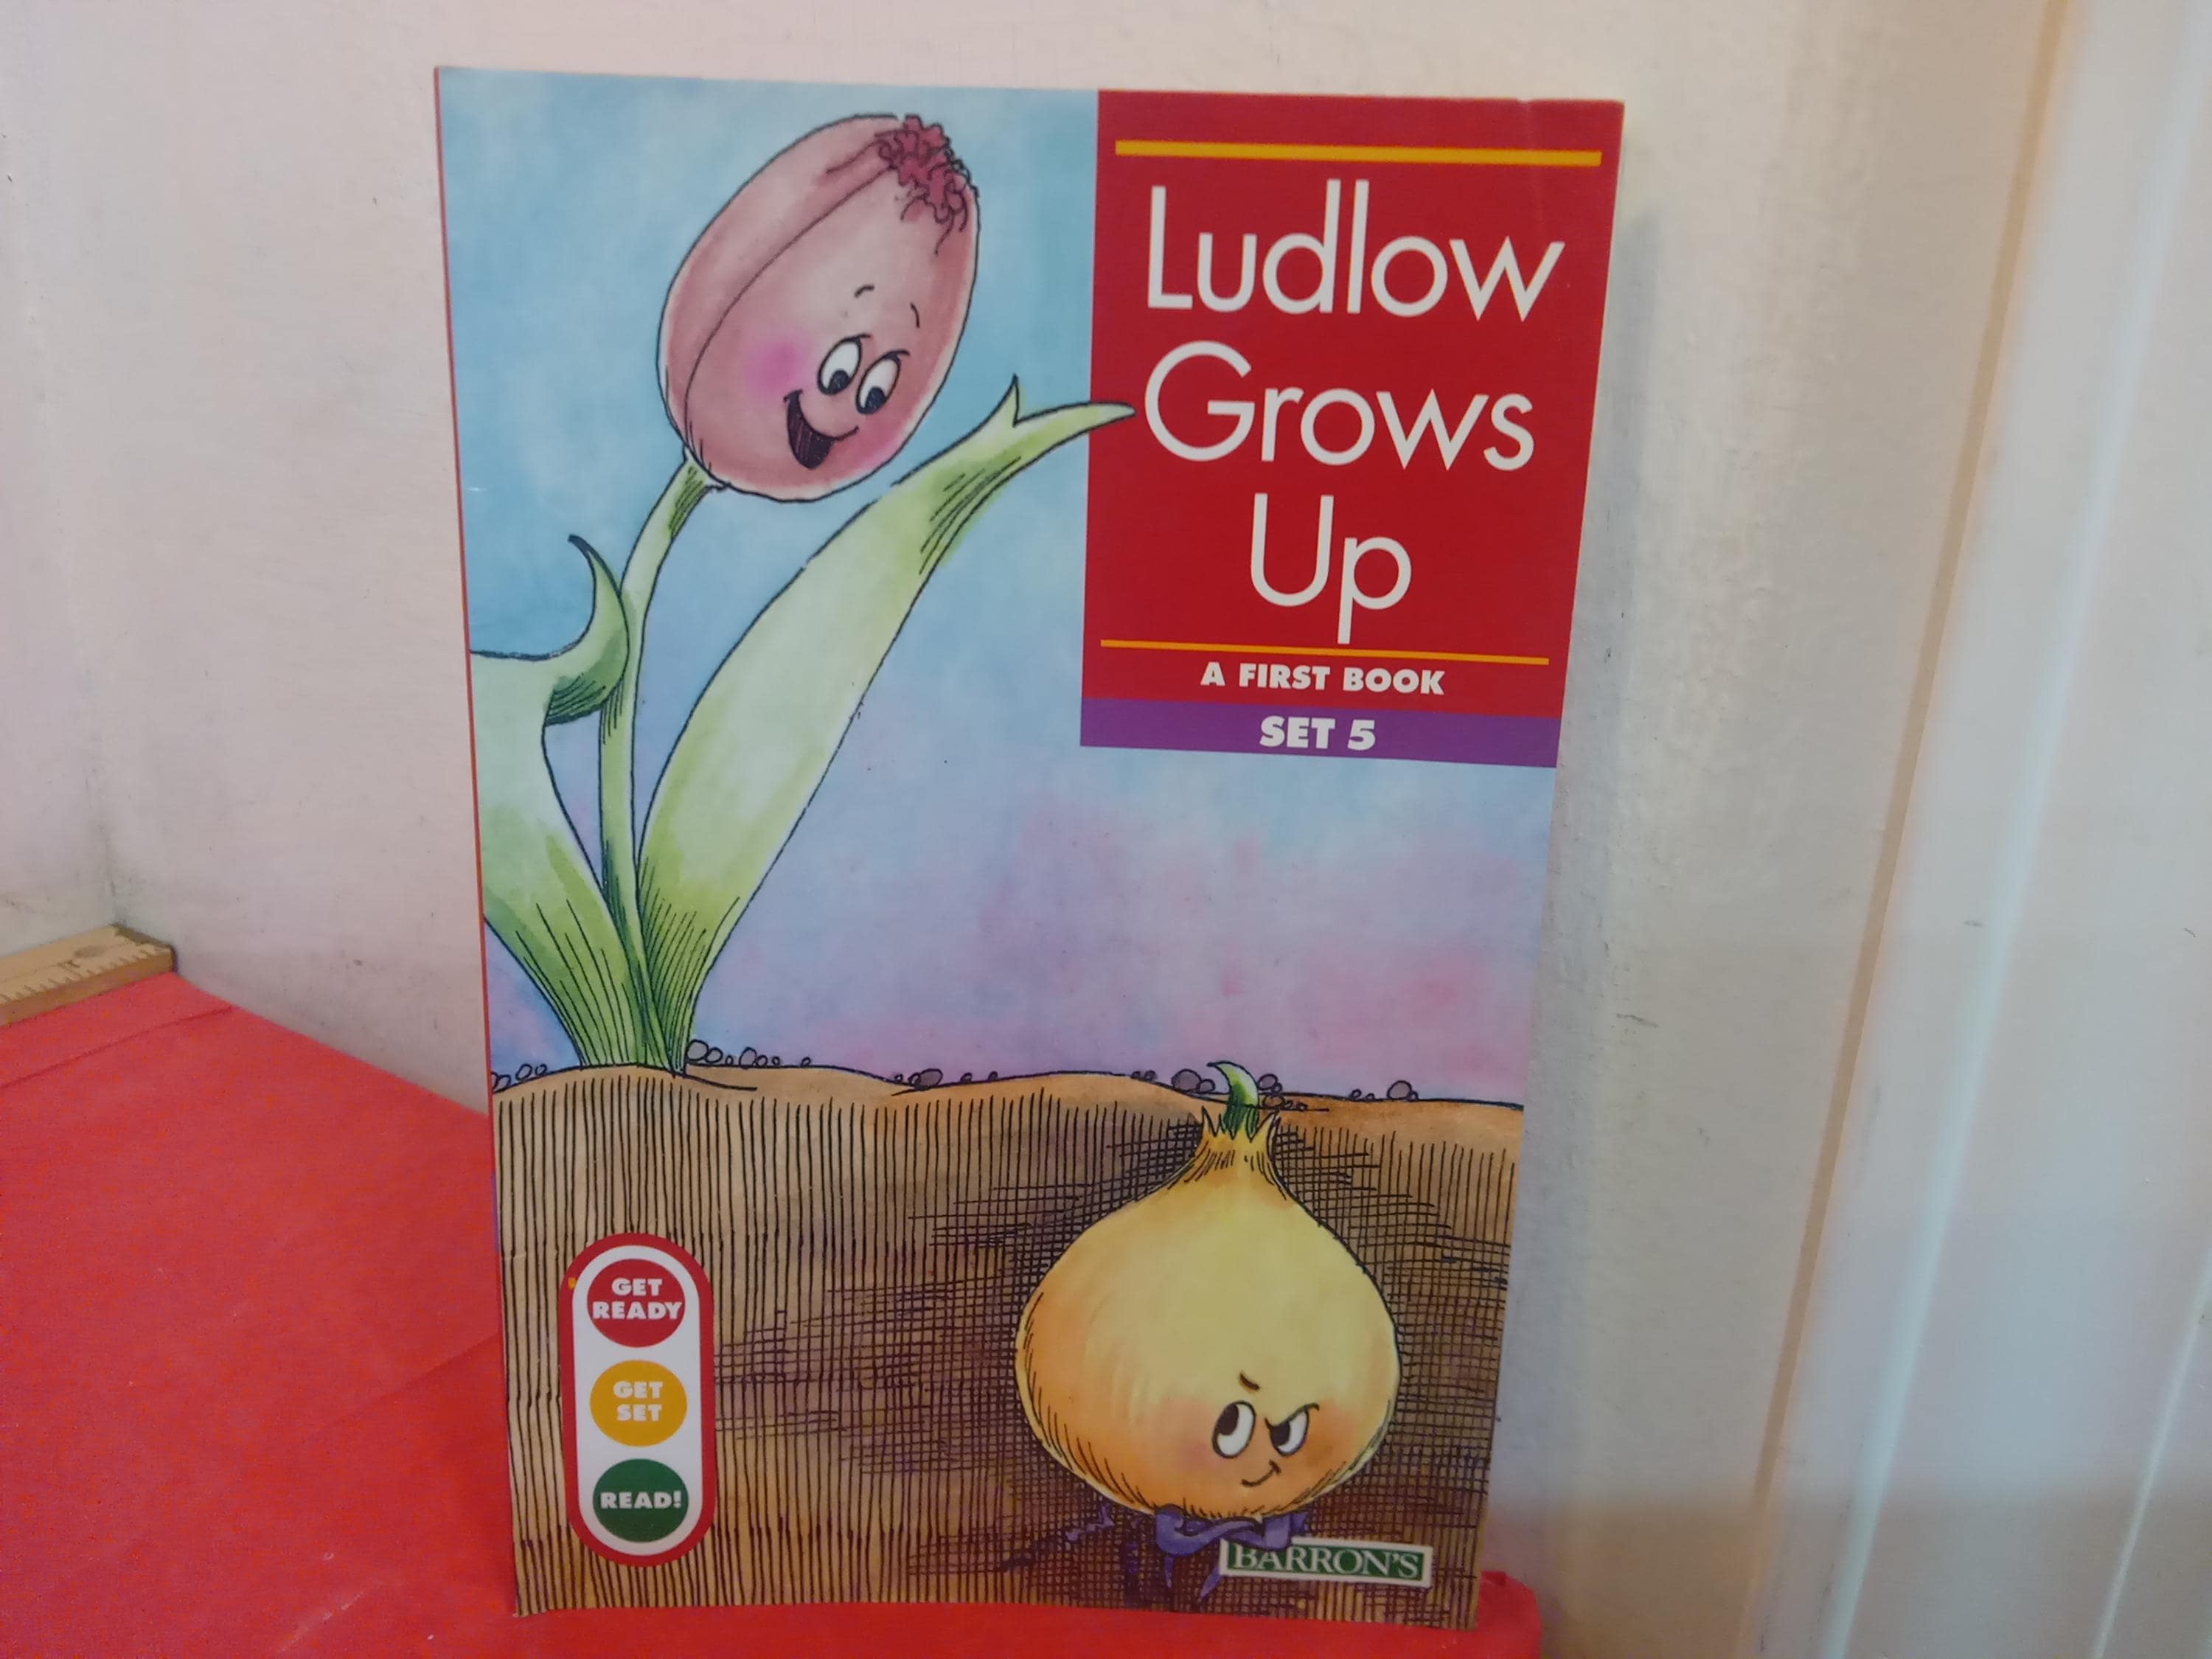 Ludlow
Grows
Up
A FIRST BOOK
SET 5
GET
READY
GET
SET
READ!
BARRON'S